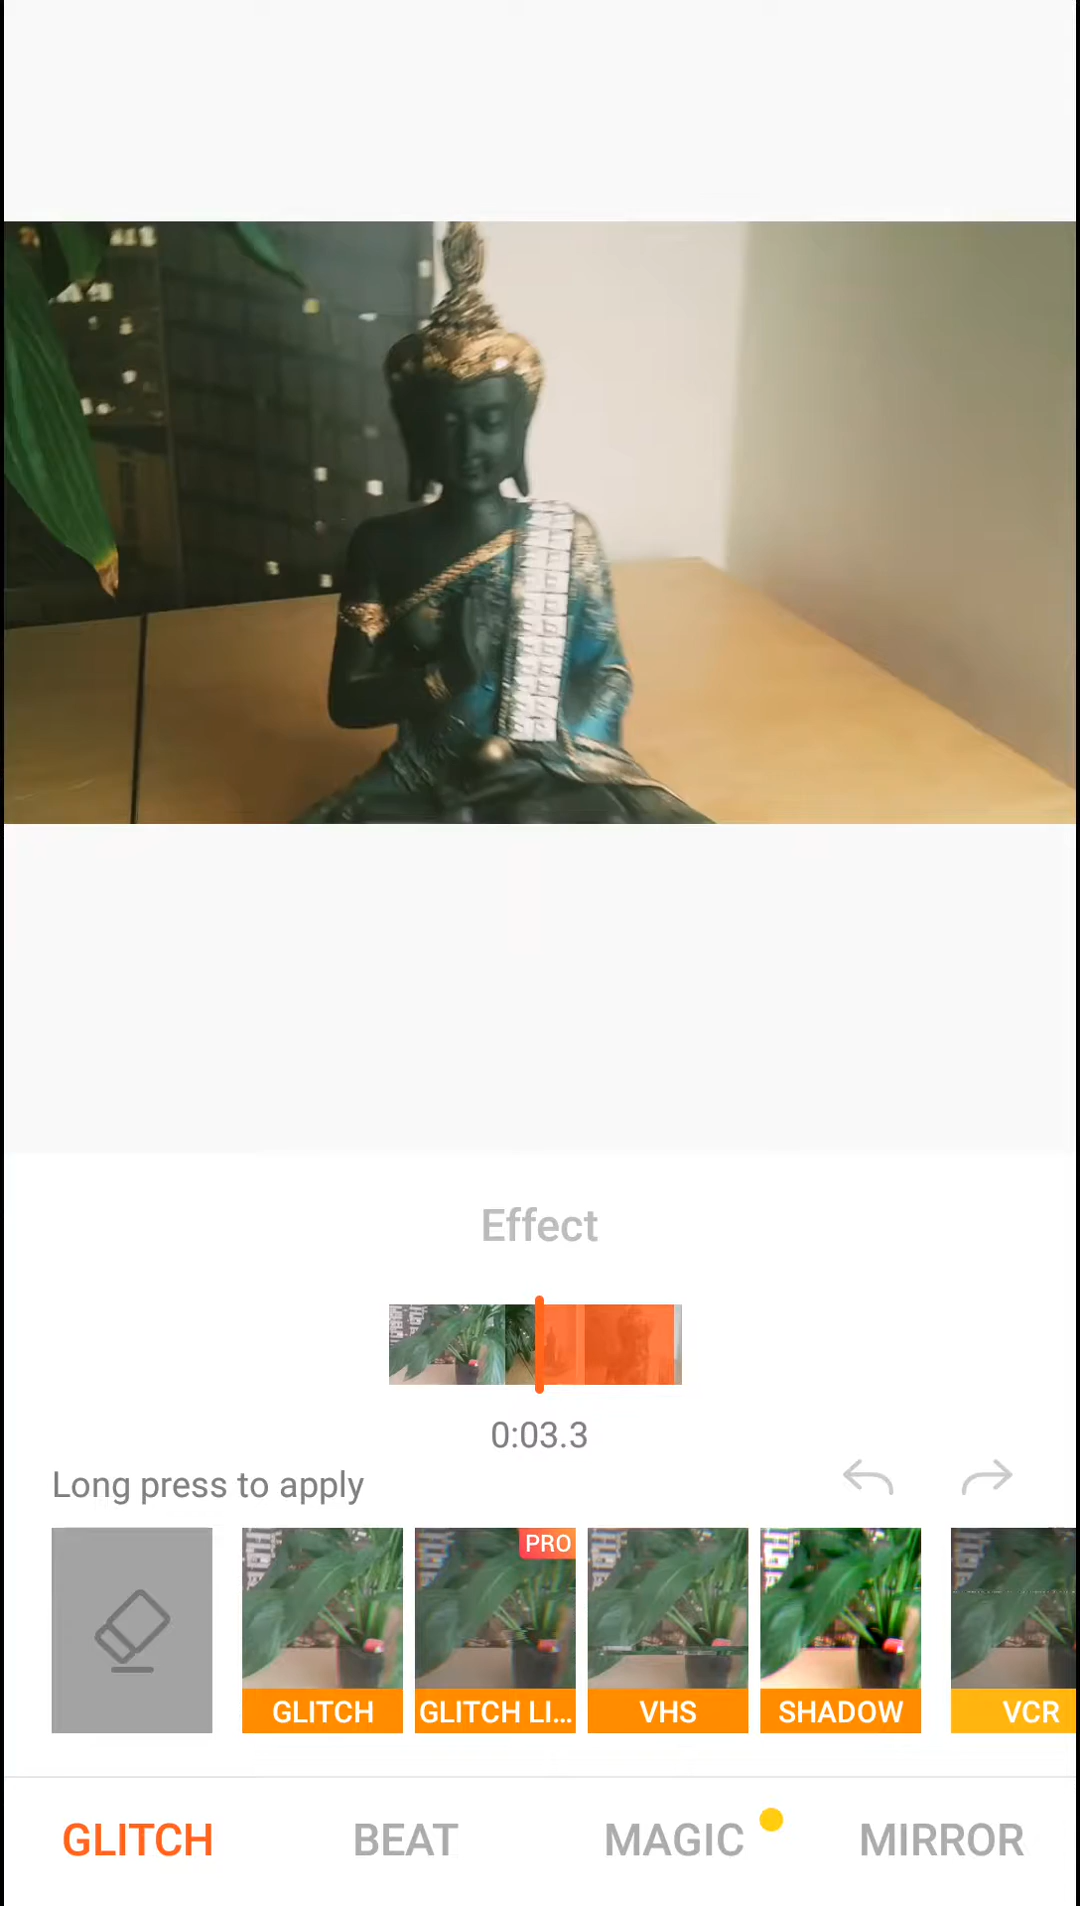 Effect
0:03.3
Long press to apply
PRO
GLITCH
GLITCH LI...
VHS
SHADOW
VCR
GLITCH
BEAT
MAGIC
MIRROR